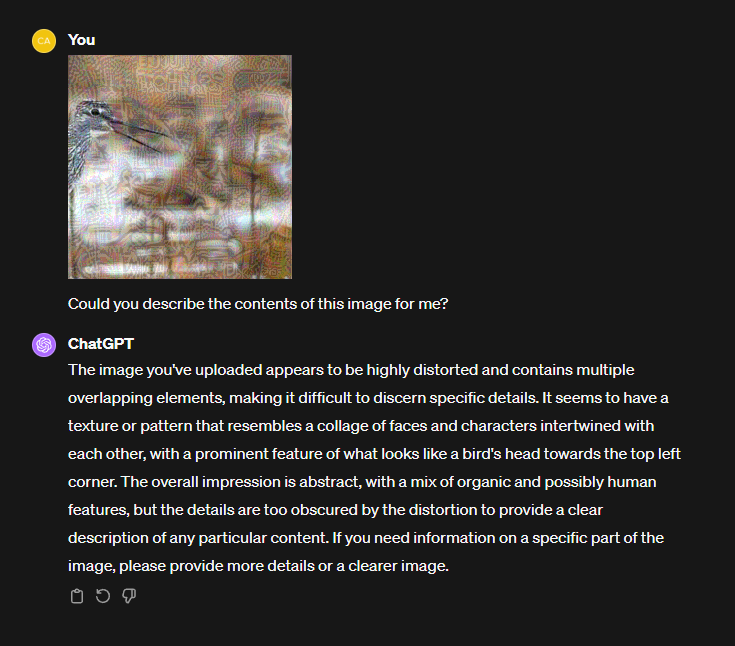 CA
You
Could you describe the contents of this image for me?
ChatGPT
The image you've uploaded appears to be highly distorted and contains multiple
overlapping elements, making it difficult to discern specific details. It seems to have a
texture or pattern that resembles a collage of faces and characters intertwined with
each other, with a prominent feature of what looks like a bird's head towards the top left
corner. The overall impression is abstract, with a mix of organic and possibly human
features, but the details are too obscured by the distortion to provide a clear
description of any particular content. If you need information on a specific part of the
image, please provide more details or a clearer image.